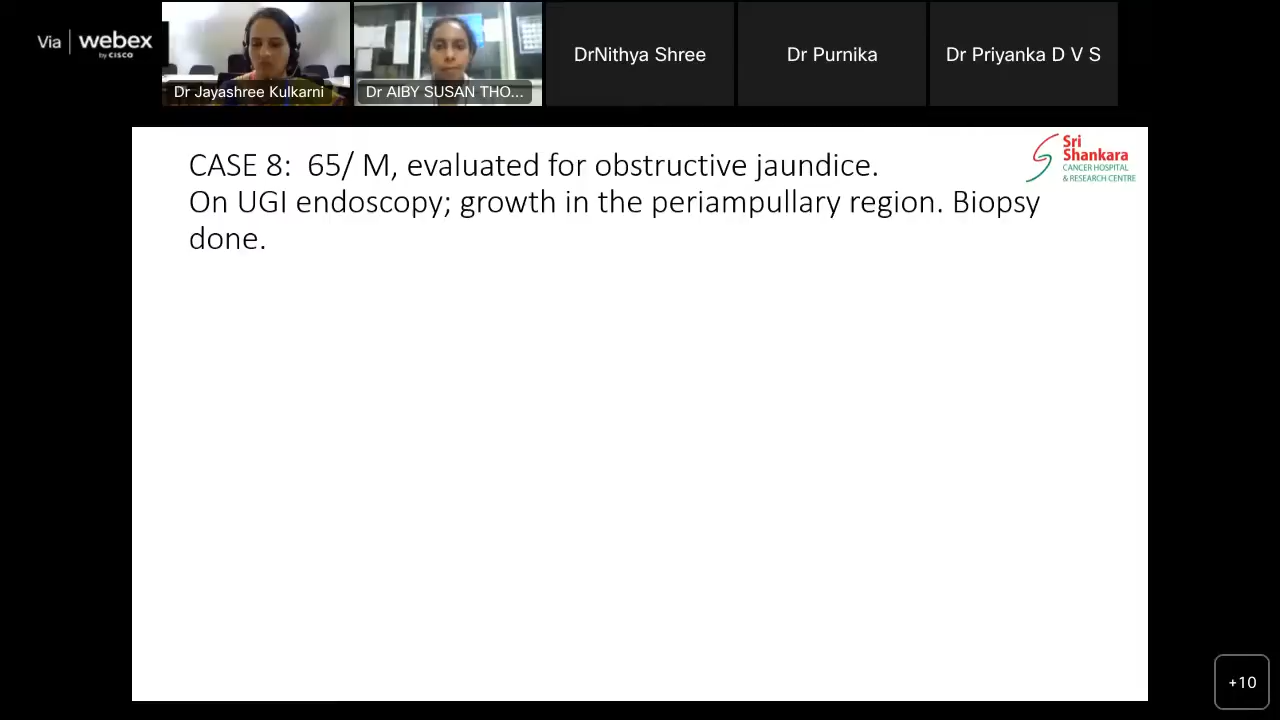 Via webex
by CISCO
Dr Jayashree Kulkarni
Dr AIBY SUSAN THO...
DrNithya Shree
Dr Purnika
Dr Priyanka D V S
CASE 8: 65/ M, evaluated for obstructive jaundice.
On UGI endoscopy; growth in the periampullary region. Biopsy
done.
Sri
Shankara
CANCER HOSPITAL
& RESEARCH CENTRE
+10